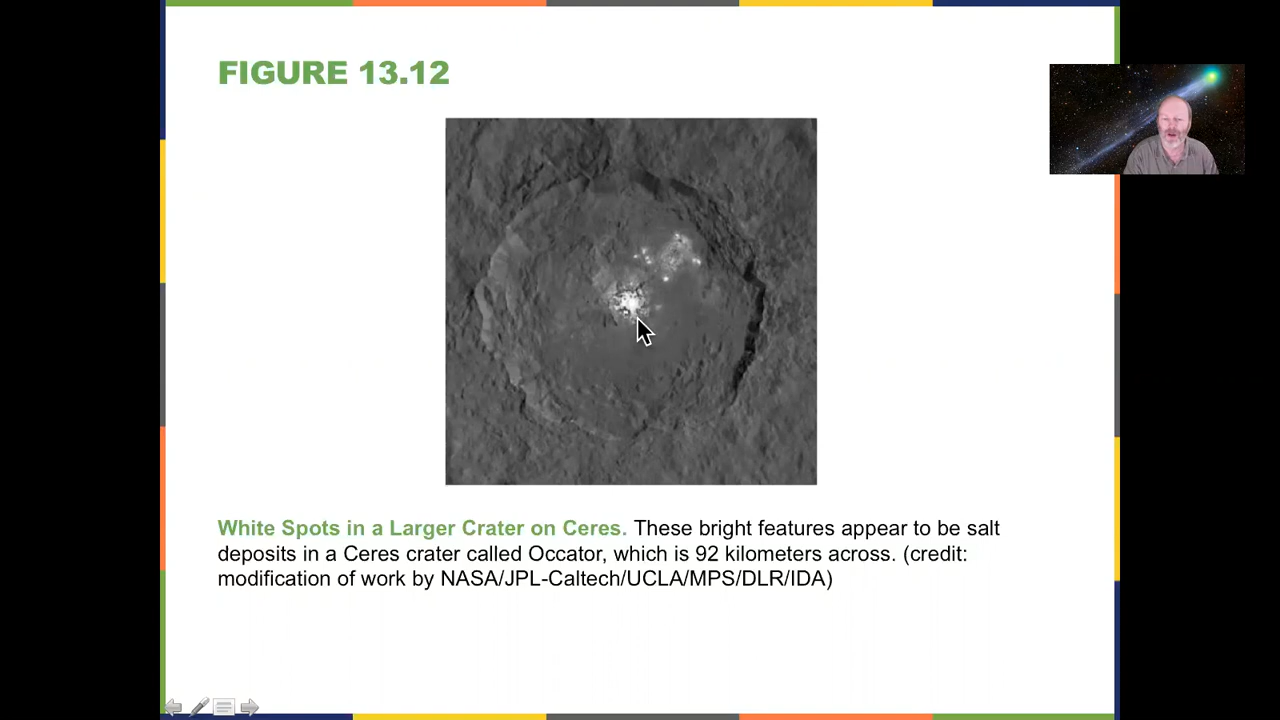 FIGURE 13.12
White Spots in a Larger Crater on Ceres. These bright features appear to be salt
deposits in a Ceres crater called Occator, which is 92 kilometers across. (credit:
modification of work by NASA/JPL-Caltech/UCLA/MPS/DLR/IDA)